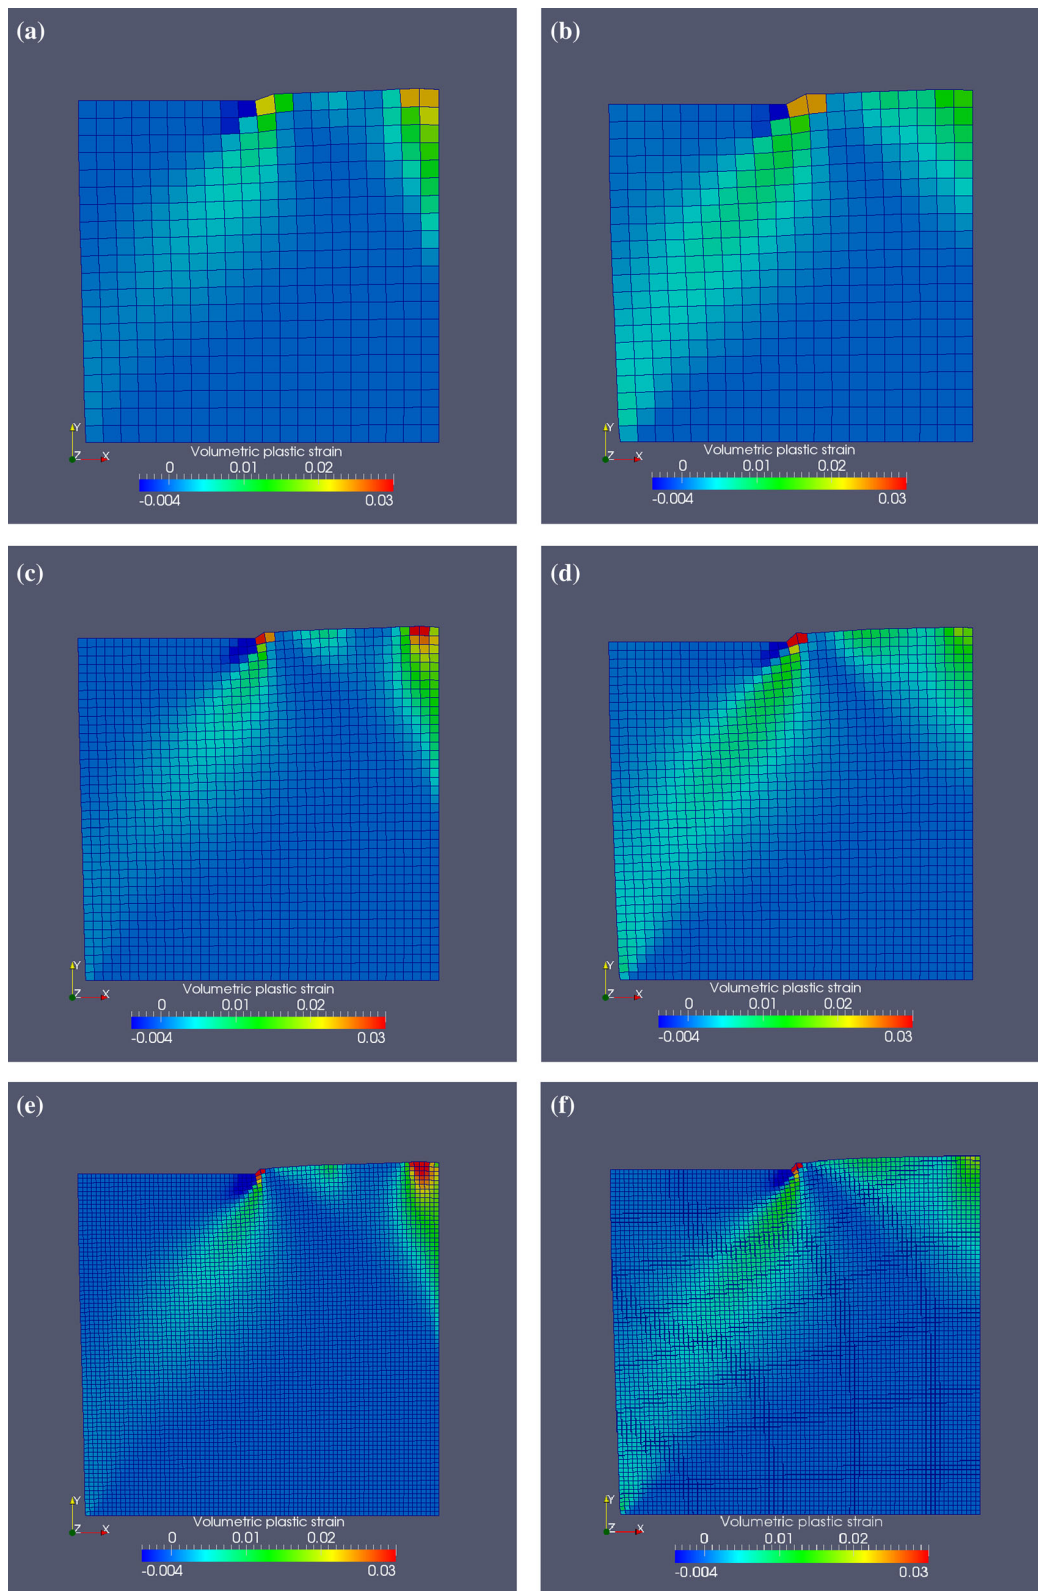 (a)
Y
Z X
Volumetric plastic strain
0 0.01 0.02
-0.004 0.03
(b)
Y
Z X
Volumetric plastic strain
0 0.01 0.02
-0.004 0.03
(c)
Y
Z X
Volumetric plastic strain
0 0.01 0.02
-0.004 0.03
(d)
Y
Z X
Volumetric plastic strain
0 0.01 0.02
-0.004 0.03
(e)
Y
Z X
Volumetric plastic strain
0 0.01 0.02
-0.004 0.03
(f)
Y
Z X
Volumetric plastic strain
0 0.01 0.02
-0.004 0.03